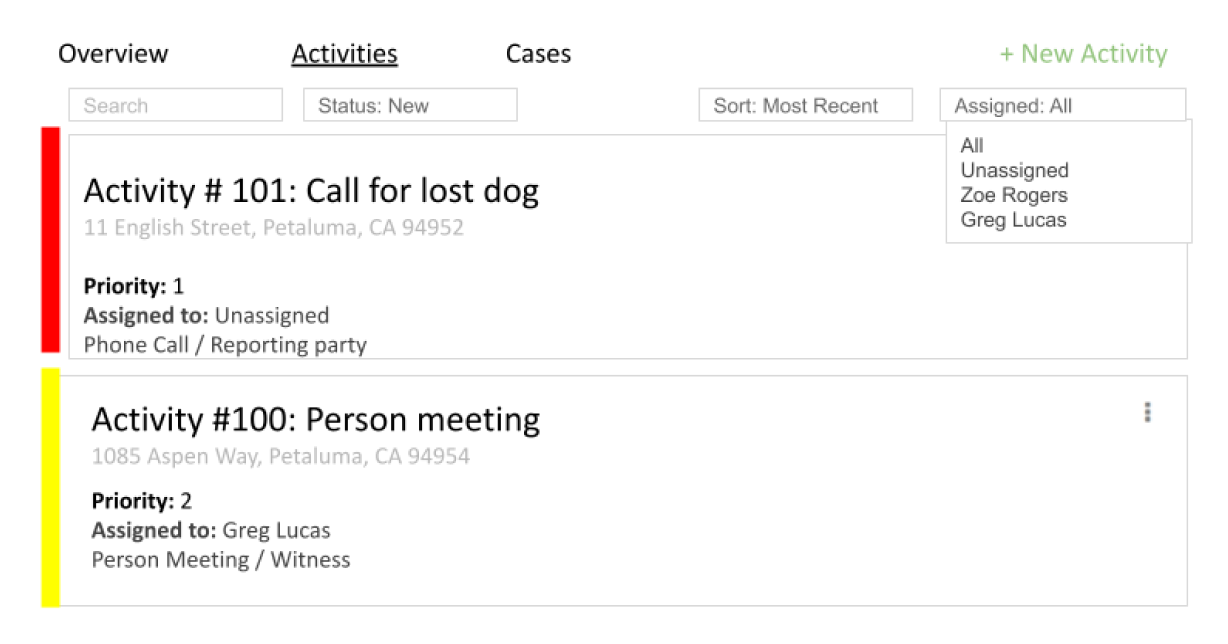 Overview Activities Cases + New Activity
Search Status: New Sort: Most Recent Assigned: All
All
Unassigned
Zoe Rogers
Greg Lucas
Activity # 101: Call for lost dog
11 English Street, Petaluma, CA 94952
Priority: 1
Assigned to: Unassigned
Phone Call / Reporting party
Activity #100: Person meeting
1085 Aspen Way, Petaluma, CA 94954
Priority: 2
Assigned to: Greg Lucas
Person Meeting / Witness